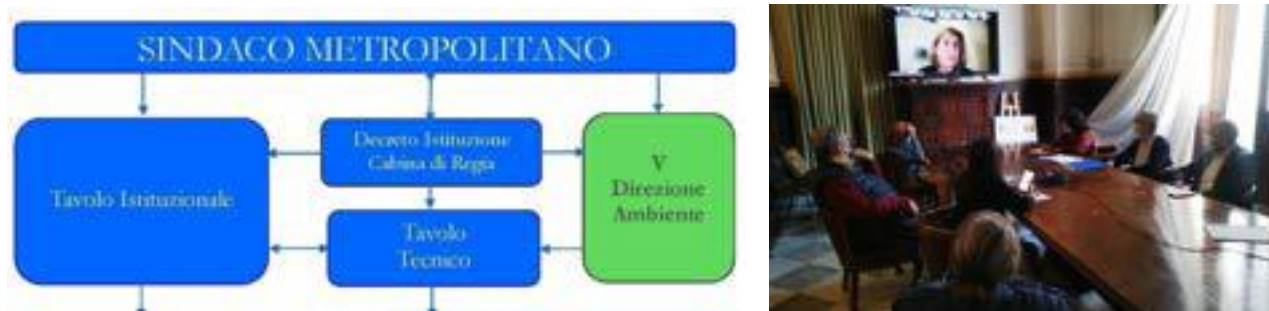 SINDACO METROPOLITANO
Tavolo Istituzionale
Decreto Istituzione
Cabina di Regia
Tavolo
Tecnico
V
Direzione
Ambiente